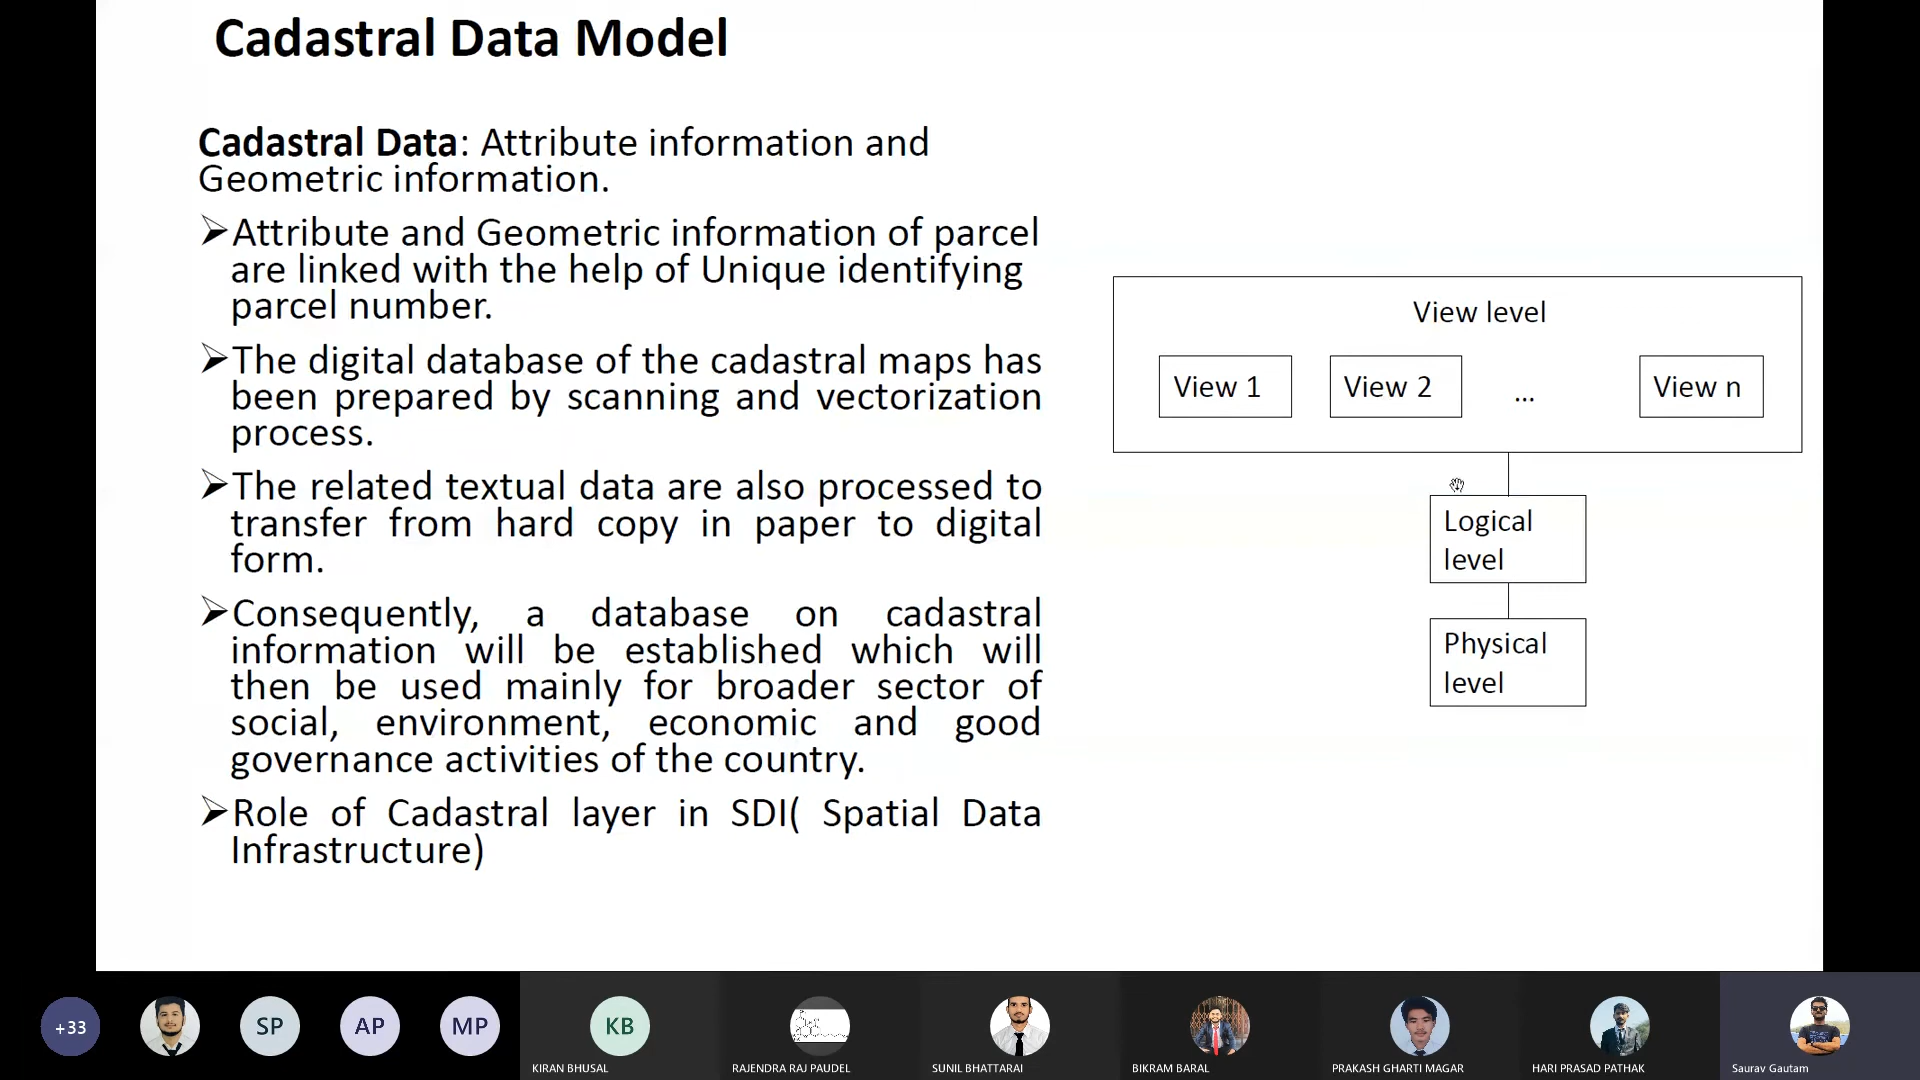 Cadastral Data Model
Cadastral Data: Attribute information and
Geometric information.
➢Attribute and Geometric information of parcel
are linked with the help of Unique identifying
parcel number.
➢The digital database of the cadastral maps has
been prepared by scanning and vectorization
process.
➢The related textual data are also processed to
transfer from hard copy in paper to digital
form.
➢Consequently, a database on cadastral
information will be established which will
then be used mainly for broader sector of
social, environment, economic and good
governance activities of the country.
➢Role of Cadastral layer in SDI( Spatial Data
Infrastructure)
View level
View 1
View 2
...
View n
Logical
level
Physical
level
+33
SP
AP
MP
KB
KIRAN BHUSAL
RAJENDRA RAJ PAUDEL
SUNIL BHATTARAI
BIKRAM BARAL
PRAKASH GHARTI MAGAR
HARI PRASAD PATHAK
Saurav Gautam